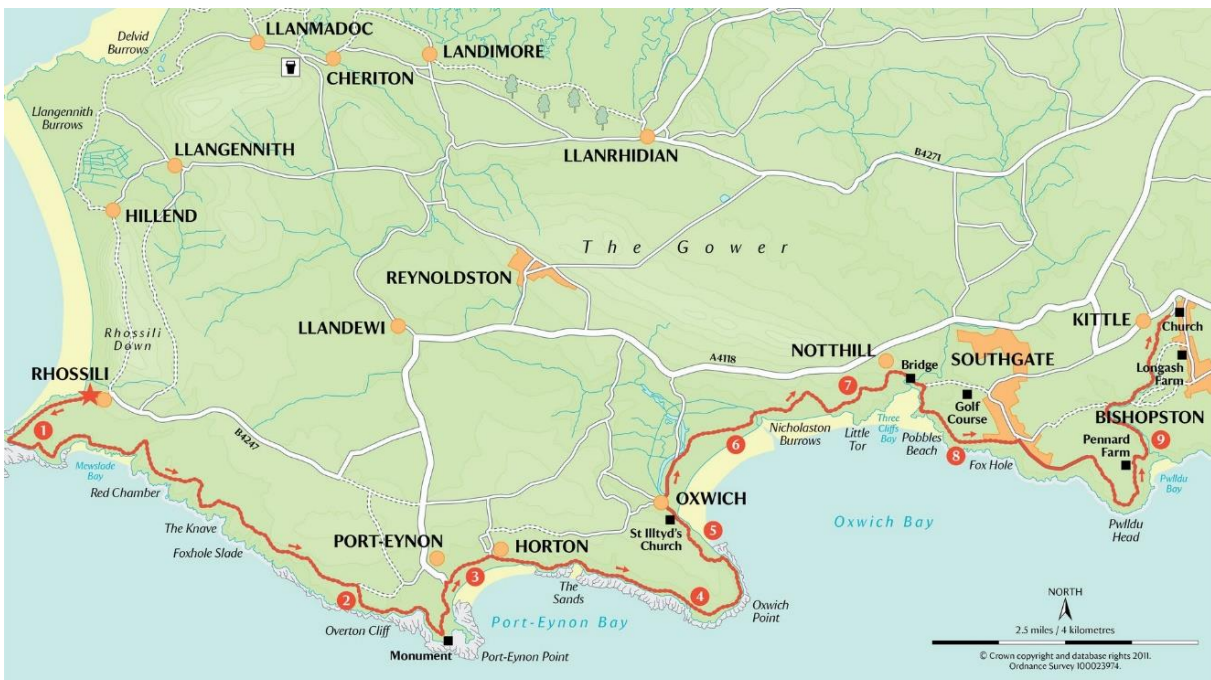 Delvid
Burrows
LLANMADOC
CHERITON
LANDIMORE
Llangennith
Burrows
LLANGENNITH
LLANRHIDIAN
B4271
HILLEND
The Gower
REYNOLDSTON
LLANDEWI
Rhossili
Down
RHOSSILI
A4118
NOTTHILL
Bridge
SOUTHGATE
KITTLE
Church
Longash
Farm
Golf
Course
BISHOPSTON
1
B4247
Mewslade
Bay
Red Chamber
The Knave
Foxhole Slade
7
6
Nicholaston
Burrows
Little
Tor
Three
Cliffs
Bay
Pobbles
Beach
8
Fox Hole
Pennard
Farm
9
Pwlldu
Bay
Pwlldu
Head
OXWICH
St Illtyd's
Church
5
Oxwich Bay
PORT-EYNON
HORTON
3
2
The
Sands
4
Oxwich
Point
Overton Cliff
Port-Eynon Bay
Monument
Port-Eynon Point
NORTH
2.5 miles / 4 kilometres
© Crown copyright and database rights 2011.
Ordnance Survey 100023974.